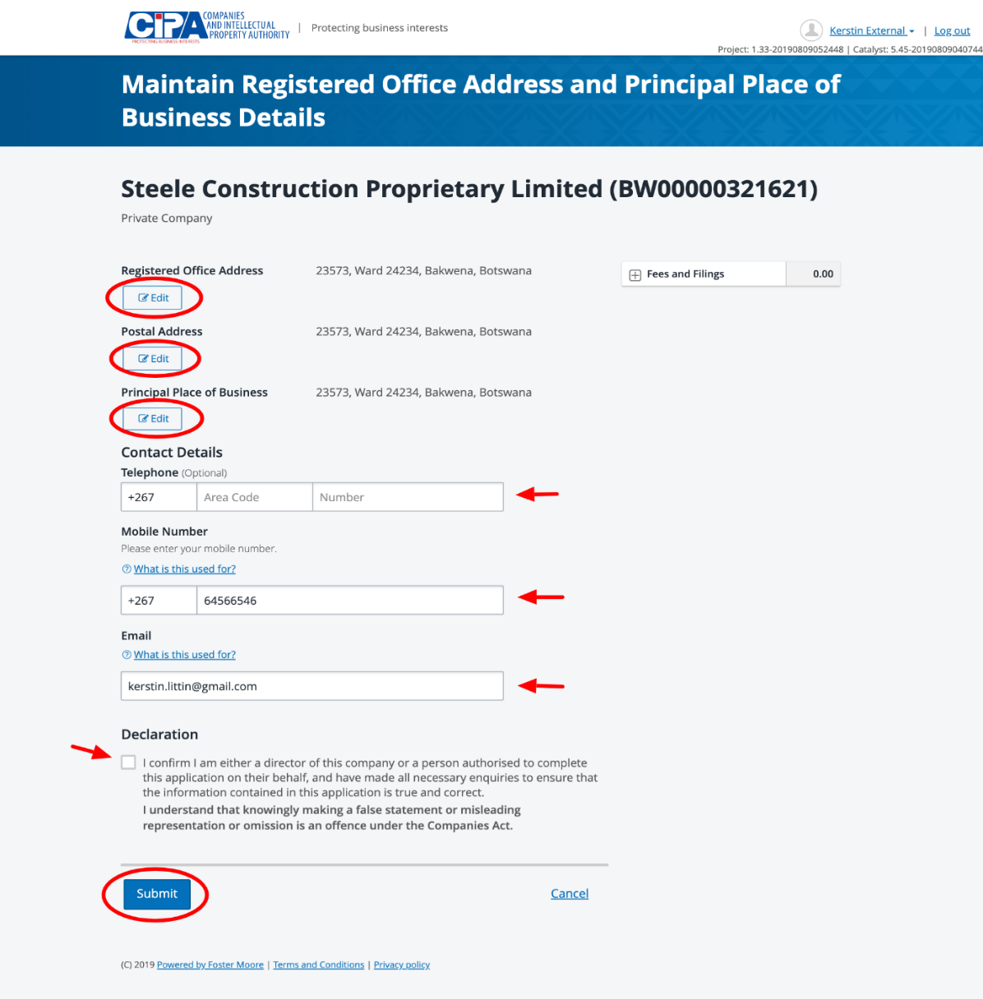 CiPA COMPANIES
AND INTELLECTUAL
PROPERTY AUTHORITY
PROTECTING BUSINESS INTERESTS
| Protecting business interests
Kerstin External | Log out
Project: 1.33-20190809052448 | Catalyst: 5.45-20190809040744
Maintain Registered Office Address and Principal Place of
Business Details
Steele Construction Proprietary Limited (BW00000321621)
Private Company
Registered Office Address 23573, Ward 24234, Bakwena, Botswana
Edit
Fees and Filings 0.00
Postal Address 23573, Ward 24234, Bakwena, Botswana
Edit
Principal Place of Business 23573, Ward 24234, Bakwena, Botswana
Edit
Contact Details
Telephone (Optional)
+267 Area Code Number
Mobile Number
Please enter your mobile number.
What is this used for?
+267 64566546
Email
What is this used for?
kerstin.littin@gmail.com
Declaration
I confirm I am either a director of this company or a person authorised to complete
this application on their behalf, and have made all necessary enquiries to ensure that
the information contained in this application is true and correct.
I understand that knowingly making a false statement or misleading
representation or omission is an offence under the Companies Act.
Submit Cancel
(C) 2019 Powered by Foster Moore | Terms and Conditions | Privacy policy